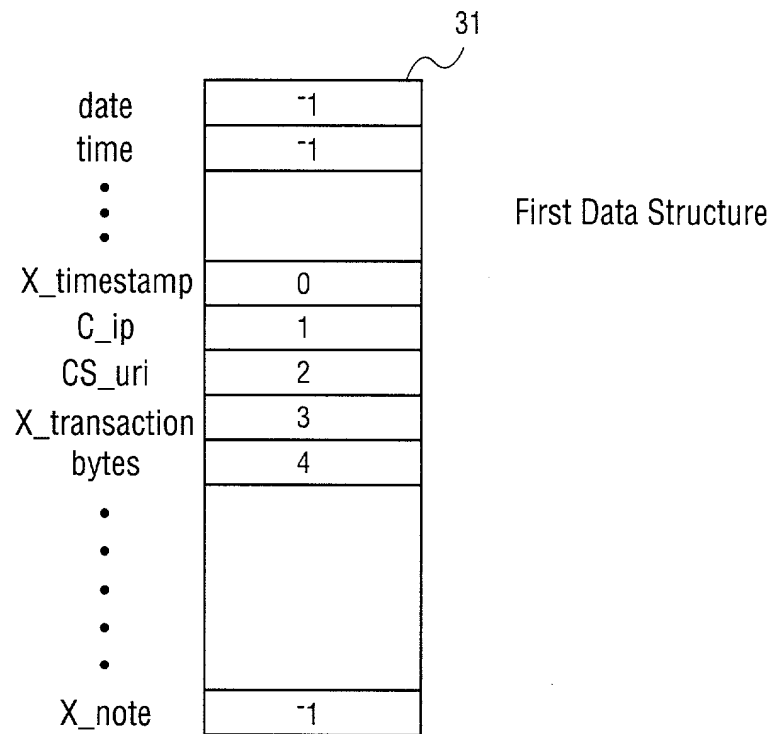 31
date -1
time -1
First Data Structure
X_timestamp 0
C_ip 1
CS_uri 2
X_transaction 3
bytes 4
X_note -1